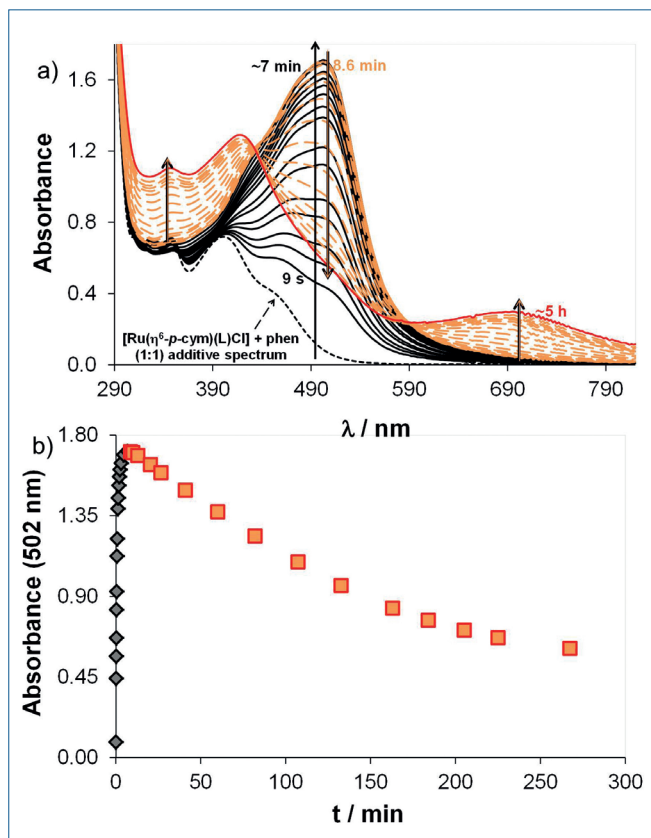 a)
Absorbance
1.6
1.2
0.8
0.4
0.0
~7 min
8.6 min
9 s
~5 h
[Ru(η⁶-p-cym)(L)Cl] + phen
(1:1) additive spectrum
290 390 490 590 690 790
λ / nm
b)
Absorbance (502 nm)
1.80
1.35
0.90
0.45
0.00
0 50 100 150 200 250 300
t / min